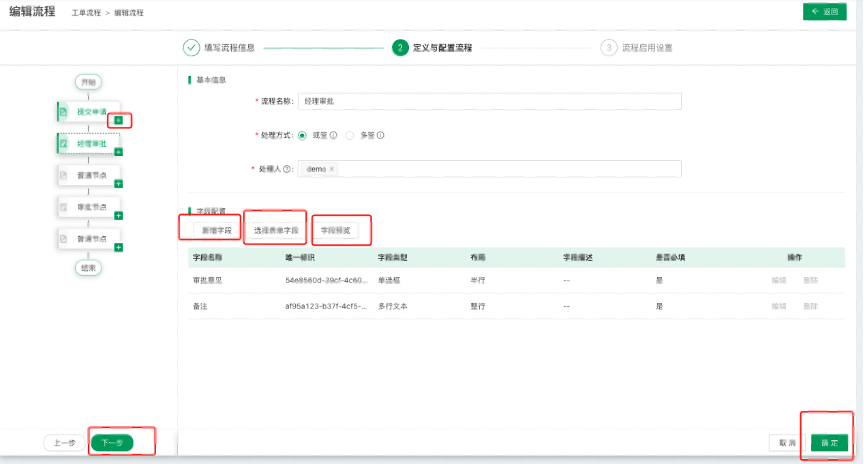 编辑流程 工单流程 > 编辑流程 ← 返回
填写流程信息 2 定义与配置流程 3 流程启用设置
开始
提交申请
经理审批
普通节点
审批节点
普通节点
结束
上一步 下一步
基本信息
* 流程名称: 经理审批
* 处理方式: 或签 多签
* 处理人 : demo ×
字段配置
新增字段 选择表单字段 字段预览
字段名称 唯一标识 字段类型 布局 字段描述 是否必填 操作
审批意见 54e8560d-39cf-4c60... 单选框 半行 -- 是 编辑 删除
备注 af95a123-b37f-4cf5-... 多行文本 整行 -- 是 编辑 删除
取消 确定